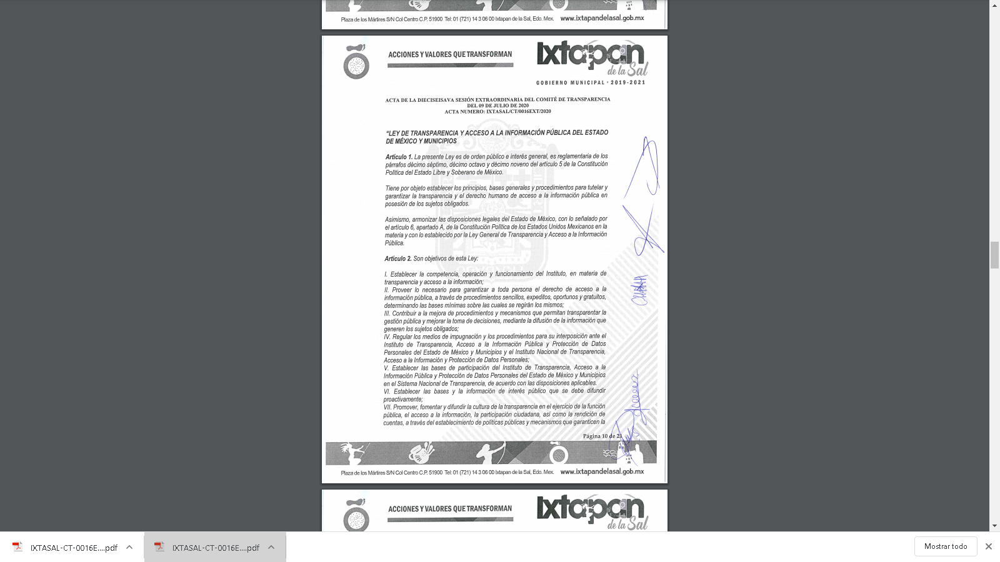 Plaza de los Mártires S/N Col Centro C.P. 51900 Tel: 01 (721) 14 3 06 00 Ixtapan de la Sal, Edo. Mex. www.ixtapandelasal.gob.mx
ACCIONES Y VALORES QUE TRANSFORMAN
Ixtapan
de la Sal
GOBIERNO MUNICIPAL · 2019-2021
ACTA DE LA DIECISEISAVA SESIÓN EXTRAORDINARIA DEL COMITÉ DE TRANSPARENCIA
DEL 09 DE JULIO DE 2020
ACTA NUMERO: IXTASAL/CT/0016EXT/2020
"LEY DE TRANSPARENCIA Y ACCESO A LA INFORMACIÓN PÚBLICA DEL ESTADO
DE MÉXICO Y MUNICIPIOS
Artículo 1. La presente Ley es de orden público e interés general, es reglamentaria de los
párrafos décimo séptimo, décimo octavo y décimo noveno del artículo 5 de la Constitución
Política del Estado Libre y Soberano de México.
Tiene por objeto establecer los principios, bases generales y procedimientos para tutelar y
garantizar la transparencia y el derecho humano de acceso a la información pública en
posesión de los sujetos obligados.
Asimismo, armonizar las disposiciones legales del Estado de México, con lo señalado por
el artículo 6, apartado A, de la Constitución Política de los Estados Unidos Mexicanos en la
materia y con lo establecido por la Ley General de Transparencia y Acceso a la Información
Pública.
Artículo 2. Son objetivos de esta Ley:
I. Establecer la competencia, operación y funcionamiento del Instituto, en materia de
transparencia y acceso a la información;
II. Proveer lo necesario para garantizar a toda persona el derecho de acceso a la
información pública, a través de procedimientos sencillos, expeditos, oportunos y gratuitos,
determinando las bases mínimas sobre las cuales se regirán los mismos;
III. Contribuir a la mejora de procedimientos y mecanismos que permitan transparentar la
gestión pública y mejorar la toma de decisiones, mediante la difusión de la información que
generen los sujetos obligados;
IV. Regular los medios de impugnación y los procedimientos para su interposición ante el
Instituto de Transparencia, Acceso a la Información Pública y Protección de Datos
Personales del Estado de México y Municipios y el Instituto Nacional de Transparencia,
Acceso a la Información y Protección de Datos Personales;
V. Establecer las bases de participación del Instituto de Transparencia, Acceso a la
Información Pública y Protección de Datos Personales del Estado de México y Municipios
en el Sistema Nacional de Transparencia, de acuerdo con las disposiciones aplicables.
VI. Establecer las bases y la información de interés público que se debe difundir
proactivamente;
VII. Promover, fomentar y difundir la cultura de la transparencia en el ejercicio de la función
pública, el acceso a la información, la participación ciudadana, así como la rendición de
cuentas, a través del establecimiento de políticas públicas y mecanismos que garanticen la
Página 10 de 21
Plaza de los Mártires S/N Col Centro C.P. 51900 Tel: 01 (721) 14 3 06 00 Ixtapan de la Sal, Edo. Mex. www.ixtapandelasal.gob.mx
ACCIONES Y VALORES QUE TRANSFORMAN
Ixtapan
de la Sal
IXTASAL-CT-0016E....pdf
IXTASAL-CT-0016E....pdf
Mostrar todo